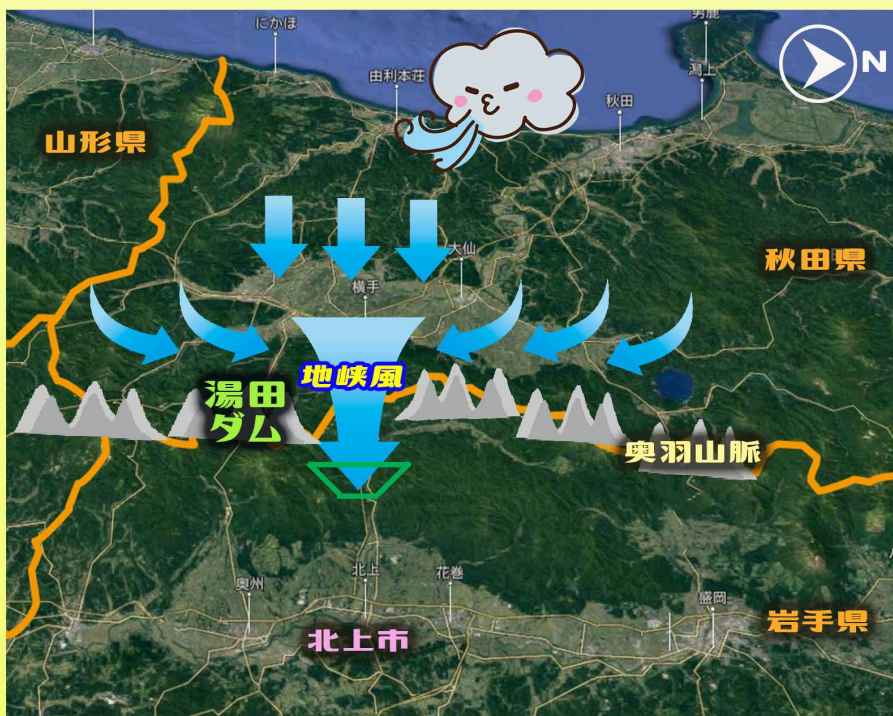 にかほ
男鹿
由利本荘
潟上
N
秋田
山形県
大仙
秋田県
横手
地峡風
湯田
ダム
奥羽山脈
奥州
北上
花巻
盛岡
北上市
岩手県